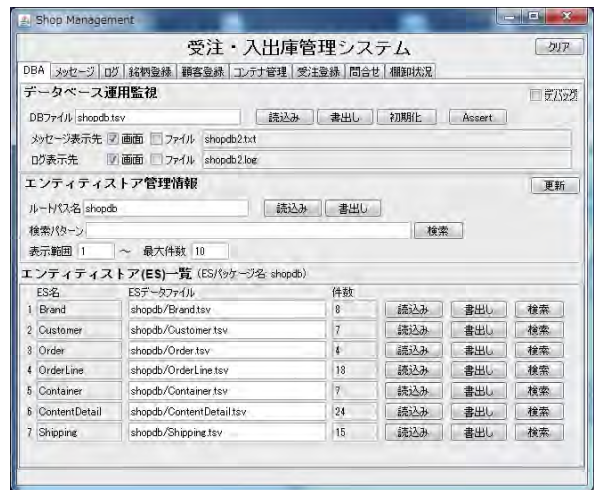 Shop Management
受注・入出庫管理システム クリア
DBA メッセージ ログ 銘柄登録 顧客登録 コンテナ管理 受注登録 問合せ 棚卸状況
データベース運用監視 デバッグ
DBファイル shopdb.tsv 読込み 書出し 初期化 Assert
メッセージ表示先 画面 ファイル shopdb2.txt
ログ表示先 画面 ファイル shopdb2.log
エンティティストア管理情報 更新
ルートパス名 shopdb 読込み 書出し
検索パターン 検索
表示範囲 1 ～ 最大件数 10
エンティティストア(ES)一覧 (ESパッケージ名: shopdb)
ES名 ESデータファイル 件数
1 Brand shopdb/Brand.tsv 8 読込み 書出し 検索
2 Customer shopdb/Customer.tsv 7 読込み 書出し 検索
3 Order shopdb/Order.tsv 4 読込み 書出し 検索
4 OrderLine shopdb/OrderLine.tsv 13 読込み 書出し 検索
5 Container shopdb/Container.tsv 7 読込み 書出し 検索
6 ContentDetail shopdb/ContentDetail.tsv 24 読込み 書出し 検索
7 Shipping shopdb/Shipping.tsv 15 読込み 書出し 検索